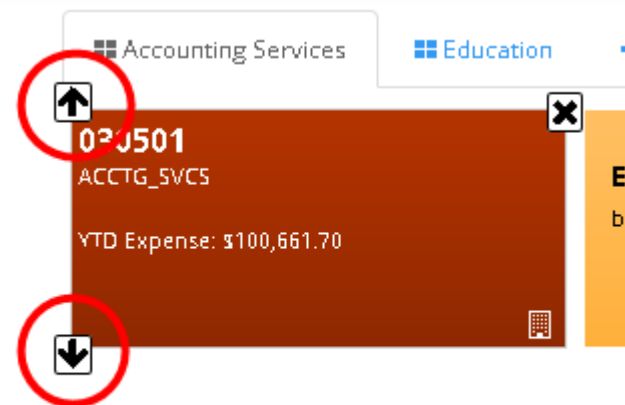 Accounting Services
Education
030501
ACCTG_SVCS
YTD Expense: $100,661.70
E
b